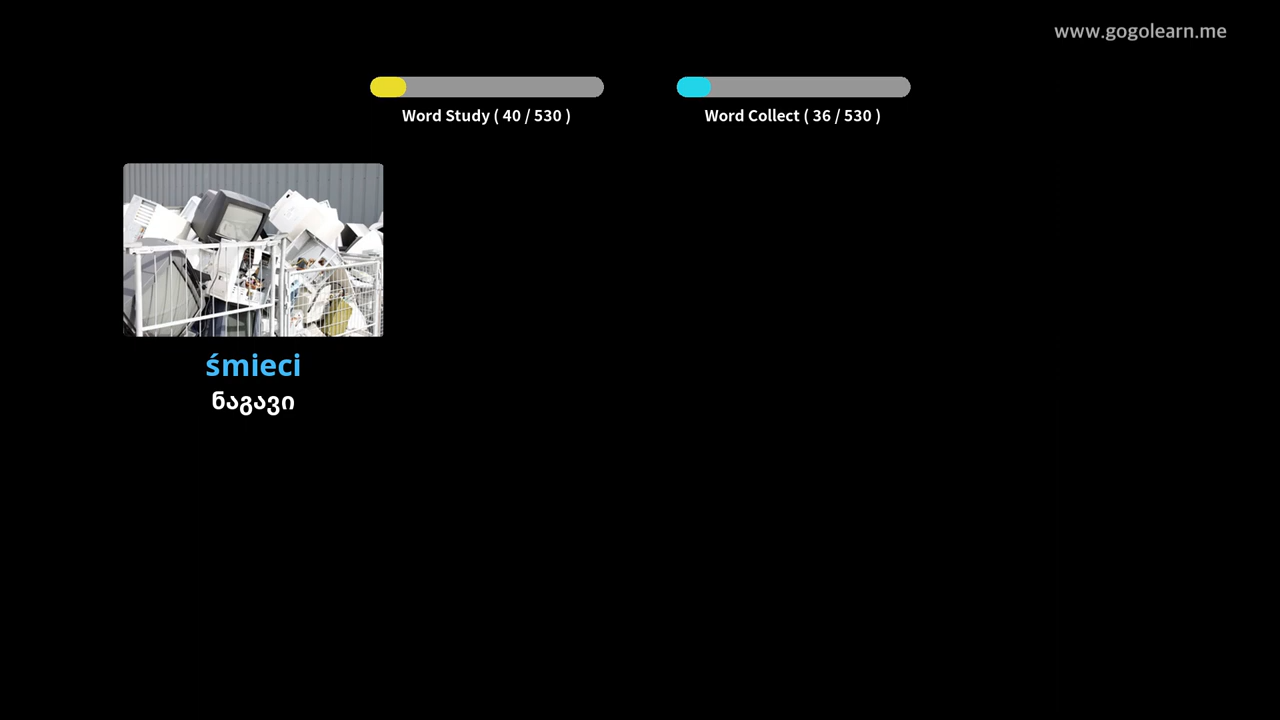 www.gogolearn.me
Word Study ( 40 / 530 )
Word Collect ( 36 / 530 )
śmieci
ნაგავი